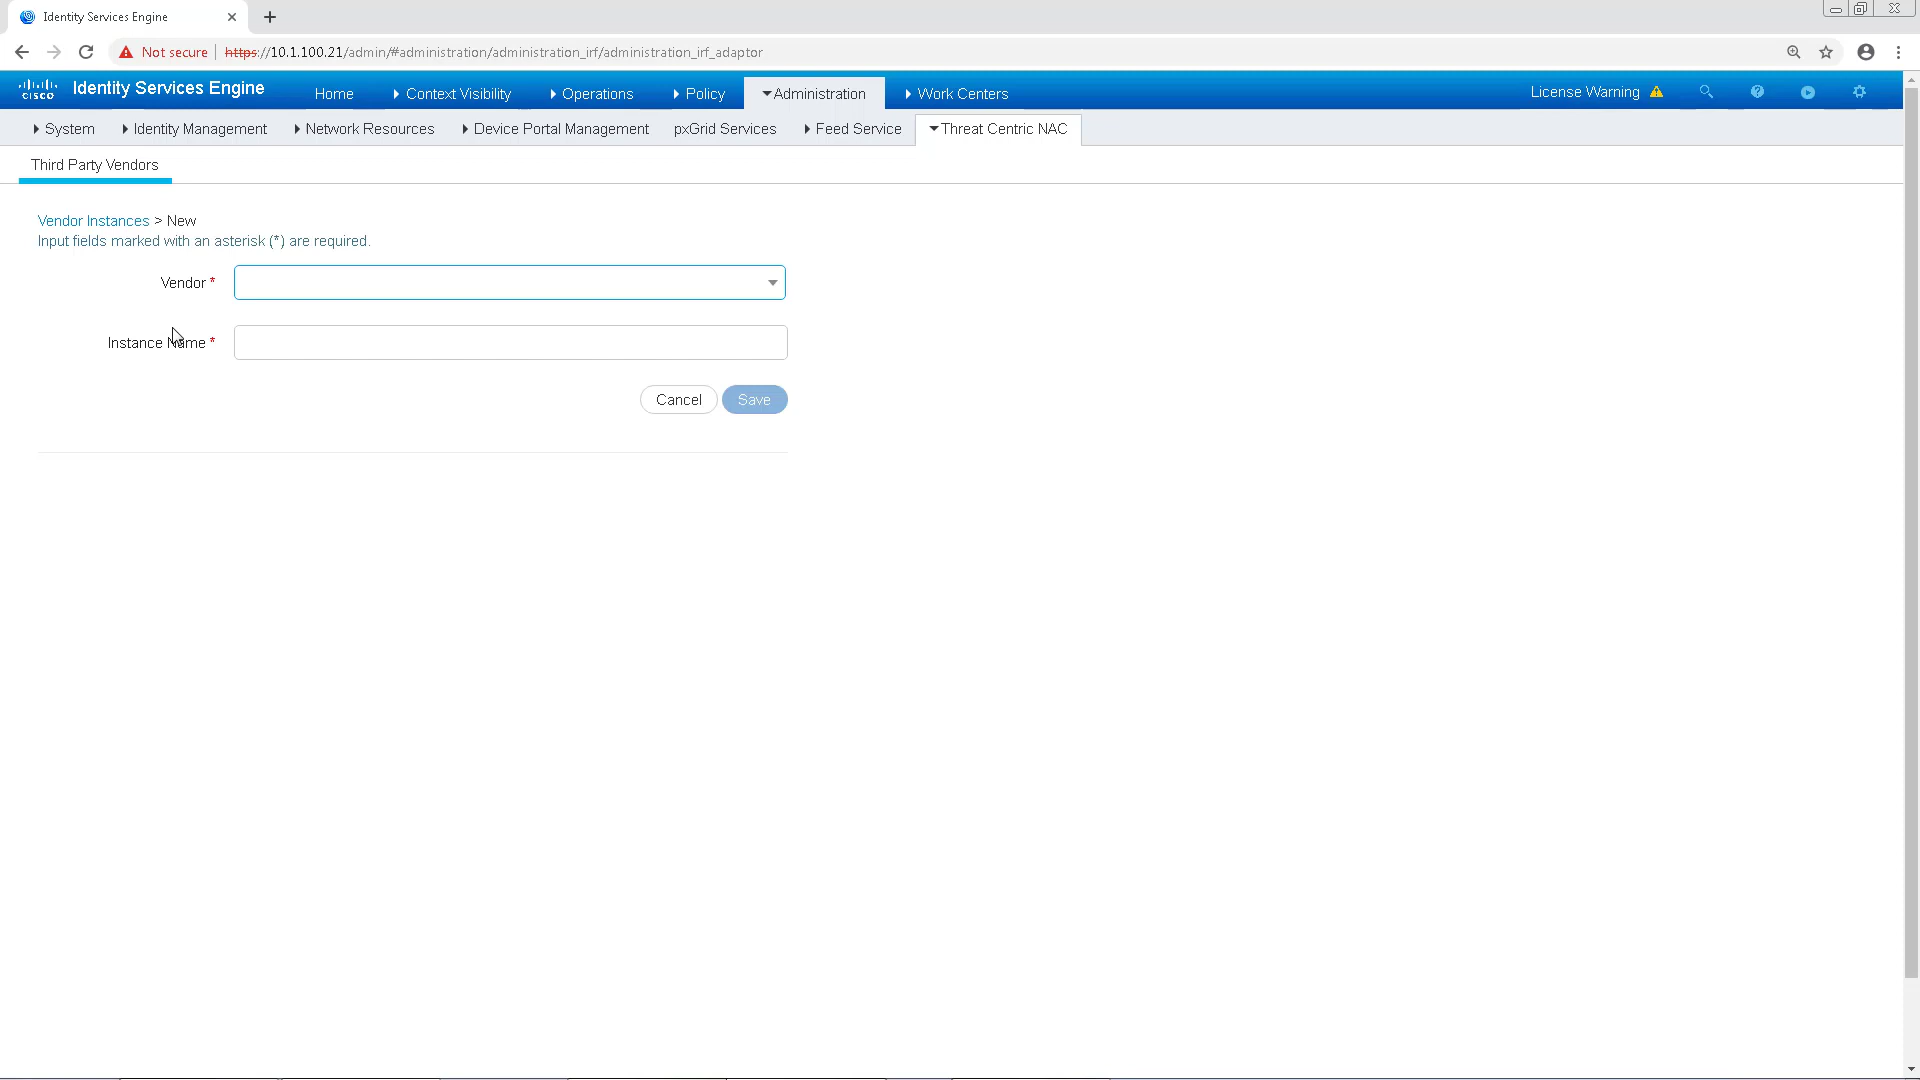 Identity Services Engine
Not secure https://10.1.100.21/admin/#administration/administration_irf/administration_irf_adaptor
cisco Identity Services Engine Home Context Visibility Operations Policy Administration Work Centers License Warning
System Identity Management Network Resources Device Portal Management pxGrid Services Feed Service Threat Centric NAC
Third Party Vendors
Vendor Instances > New
Input fields marked with an asterisk (*) are required.
Vendor *
Instance Name *
Cancel Save